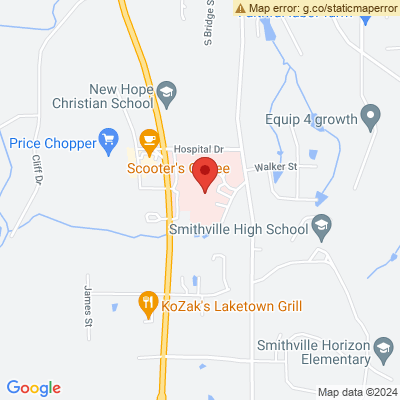 Map error: g.co/staticmaperror
S Bridge St
New Hope
Christian School
Equip 4 growth
Price Chopper
Hospital Dr
Scooter's
Walker St
Cliff Dr
Smithville High School
James St
KoZak's Laketown Grill
Smithville Horizon
Elementary
Google
Map data ©2024